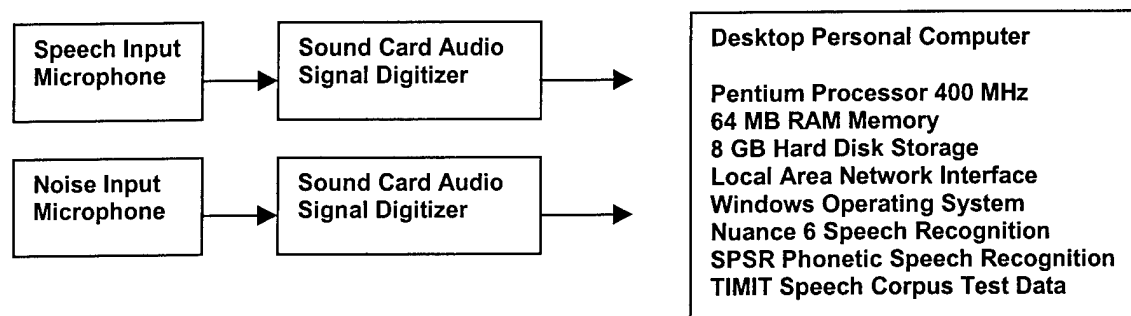 Speech Input
Microphone
Sound Card Audio
Signal Digitizer
Noise Input
Microphone
Sound Card Audio
Signal Digitizer
Desktop Personal Computer
Pentium Processor 400 MHz
64 MB RAM Memory
8 GB Hard Disk Storage
Local Area Network Interface
Windows Operating System
Nuance 6 Speech Recognition
SPSR Phonetic Speech Recognition
TIMIT Speech Corpus Test Data